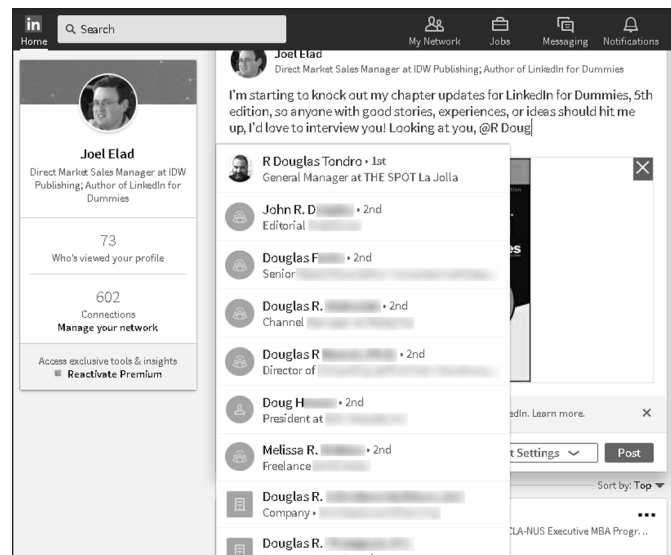 in
Home
Search
My Network
Jobs
Messaging
Notifications
Joel Elad
Direct Market Sales Manager at IDW
Publishing; Author of LinkedIn for
Dummies
73
Who's viewed your profile
602
Connections
Manage your network
Access exclusive tools & insights
Reactivate Premium
Joel Elad
Direct Market Sales Manager at IDW Publishing; Author of LinkedIn for Dummies
I'm starting to knock out my chapter updates for LinkedIn for Dummies, 5th
edition, so anyone with good stories, experiences, or ideas should hit me
up, I'd love to interview you! Looking at you, @R Doug
R Douglas Tondro • 1st
General Manager at THE SPOT La Jolla
John R. D • 2nd
Editorial
Douglas F • 2nd
Senior
Douglas R. • 2nd
Channel
Douglas R • 2nd
Director of
Doug H • 2nd
President at
Melissa R. • 2nd
Freelance
Douglas R.
Company •
Douglas R.
es
edIn. Learn more.
t Settings
Post
Sort by: Top
CLA-NUS Executive MBA Progr...